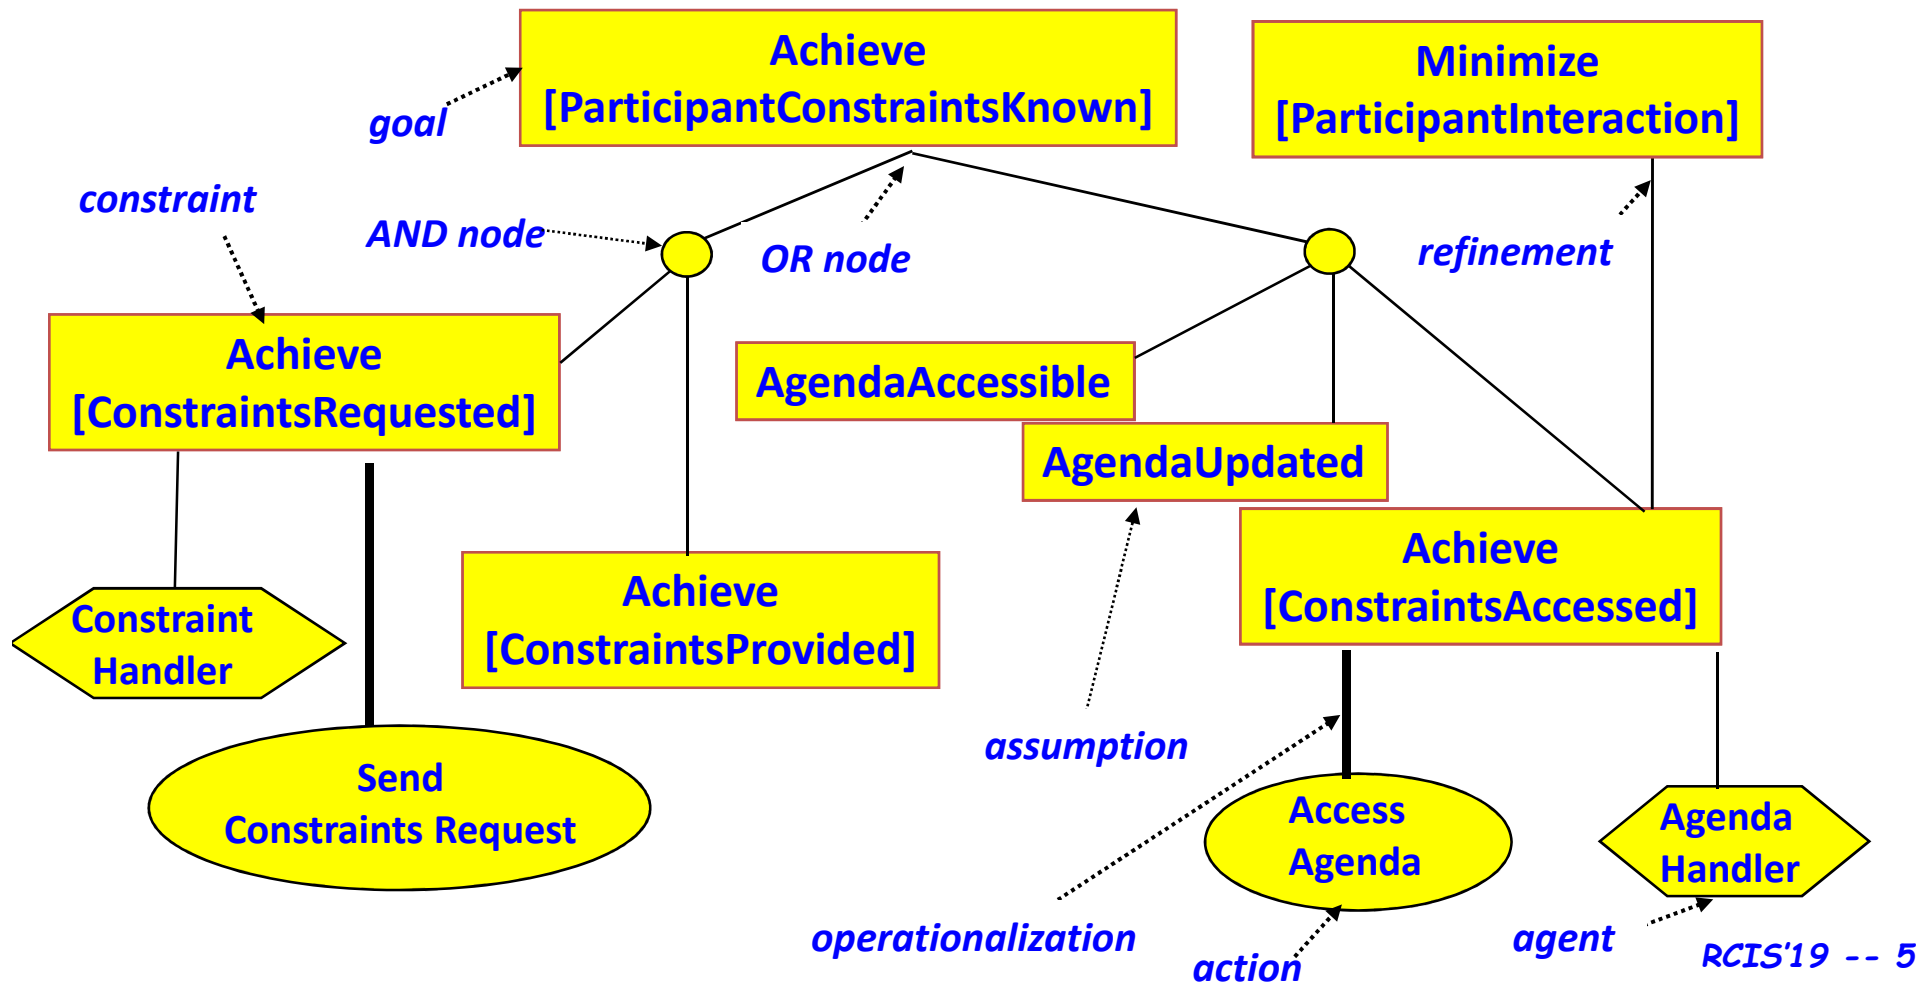 Achieve
[ParticipantConstraintsKnown]
Minimize
[ParticipantInteraction]
goal
constraint
AND node
OR node
refinement
Achieve
[ConstraintsRequested]
AgendaAccessible
AgendaUpdated
Achieve
[ConstraintsAccessed]
Achieve
[ConstraintsProvided]
Constraint
Handler
assumption
Send
Constraints Request
Access
Agenda
Agenda
Handler
operationalization
action
agent
RCIS'19 -- 5